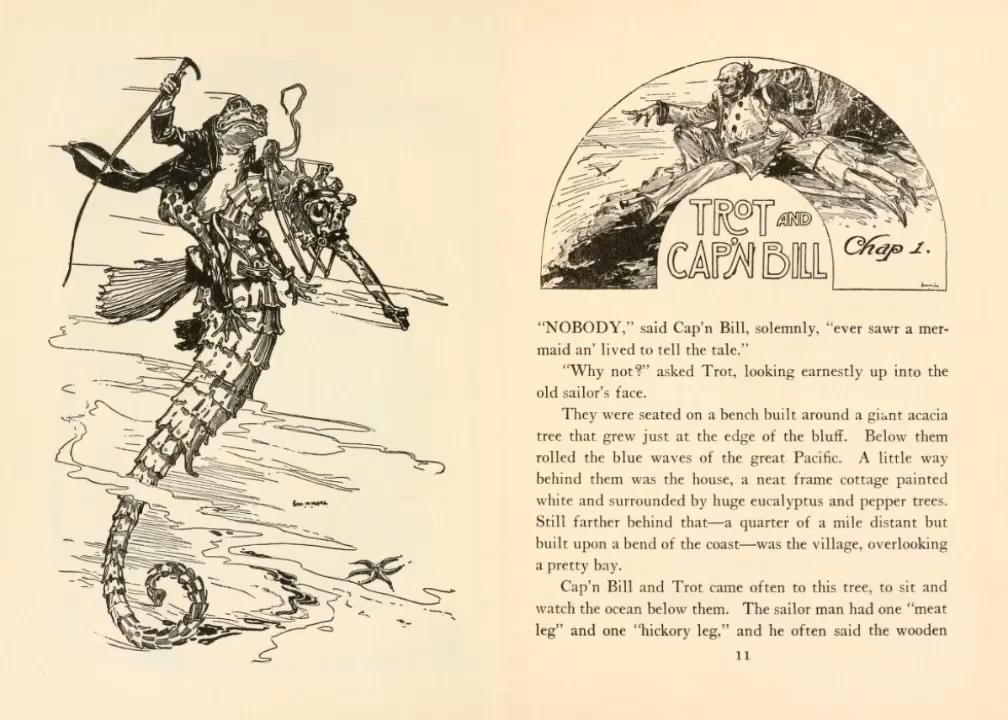 TROT AND
CAP'N BILL
Chap 1.
"NOBODY," said Cap'n Bill, solemnly, "ever sawr a mer-
maid an' lived to tell the tale."
"Why not?" asked Trot, looking earnestly up into the
old sailor's face.
They were seated on a bench built around a giant acacia
tree that grew just at the edge of the bluff. Below them
rolled the blue waves of the great Pacific. A little way
behind them was the house, a neat frame cottage painted
white and surrounded by huge eucalyptus and pepper trees.
Still farther behind that—a quarter of a mile distant but
built upon a bend of the coast—was the village, overlooking
a pretty bay.
Cap'n Bill and Trot came often to this tree, to sit and
watch the ocean below them. The sailor man had one "meat
leg" and one "hickory leg," and he often said the wooden
11